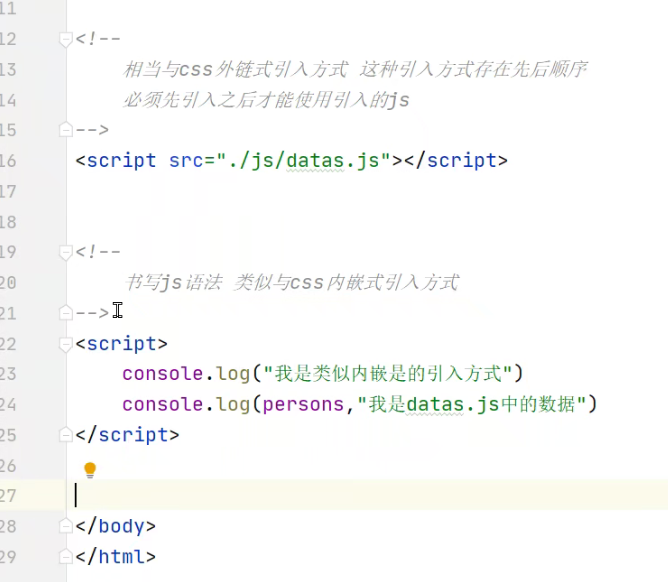 11
12 <!--
13 相当与css外链式引入方式 这种引入方式存在先后顺序
14 必须先引入之后才能使用引入的js
15 -->
16 <script src="./js/datas.js"></script>
17
18
19 <!--
20 书写js语法 类似与css内嵌式引入方式
21 -->
22 <script>
23 console.log("我是类似内嵌是的引入方式")
24 console.log(persons,"我是datas.js中的数据")
25 </script>
26
27
28 </body>
29 </html>